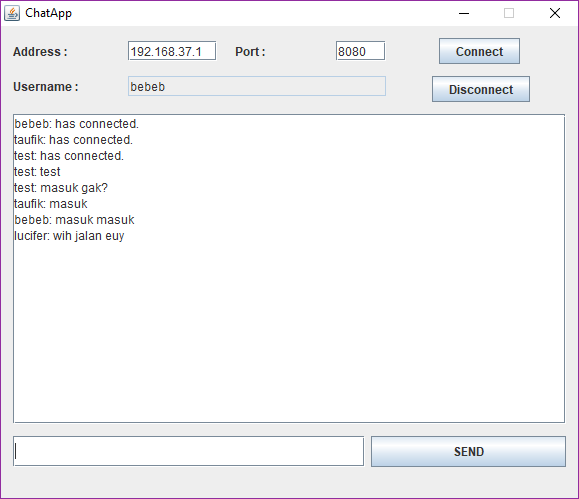 ChatApp
Address : 192.168.37.1 Port : 8080 Connect
Username : bebeb Disconnect
bebeb: has connected.
taufik: has connected.
test: has connected.
test: test
test: masuk gak?
taufik: masuk
bebeb: masuk masuk
lucifer: wih jalan euy
SEND